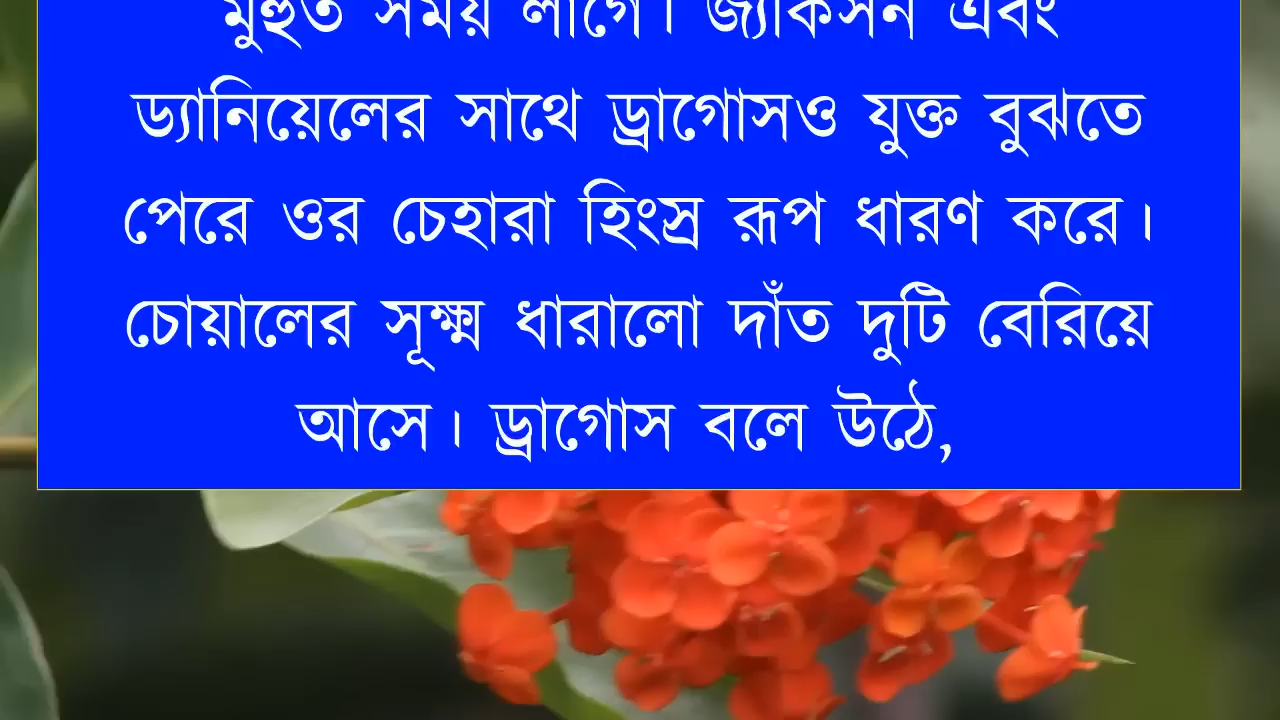 মুহুর্ত সময় লাগে। জ্যাকসন এবং
ড্যানিয়েলের সাথে ড্রাগোসও যুক্ত বুঝতে
পেরে ওর চেহারা হিংস্র রূপ ধারণ করে।
চোয়ালের সূক্ষ্ম ধারালো দাঁত দুটি বেরিয়ে
আসে। ড্রাগোস বলে উঠে,